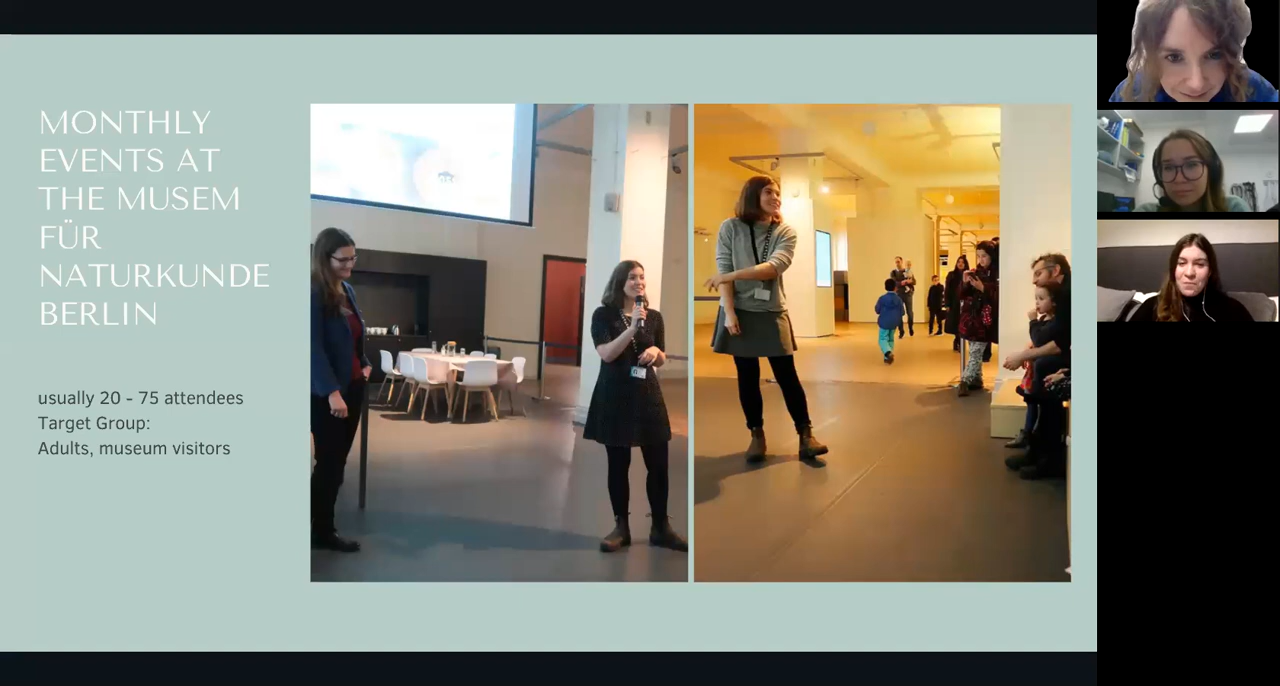 MONTHLY
EVENTS AT
THE MUSEM
FÜR
NATURKUNDE
BERLIN
usually 20 - 75 attendees
Target Group:
Adults, museum visitors